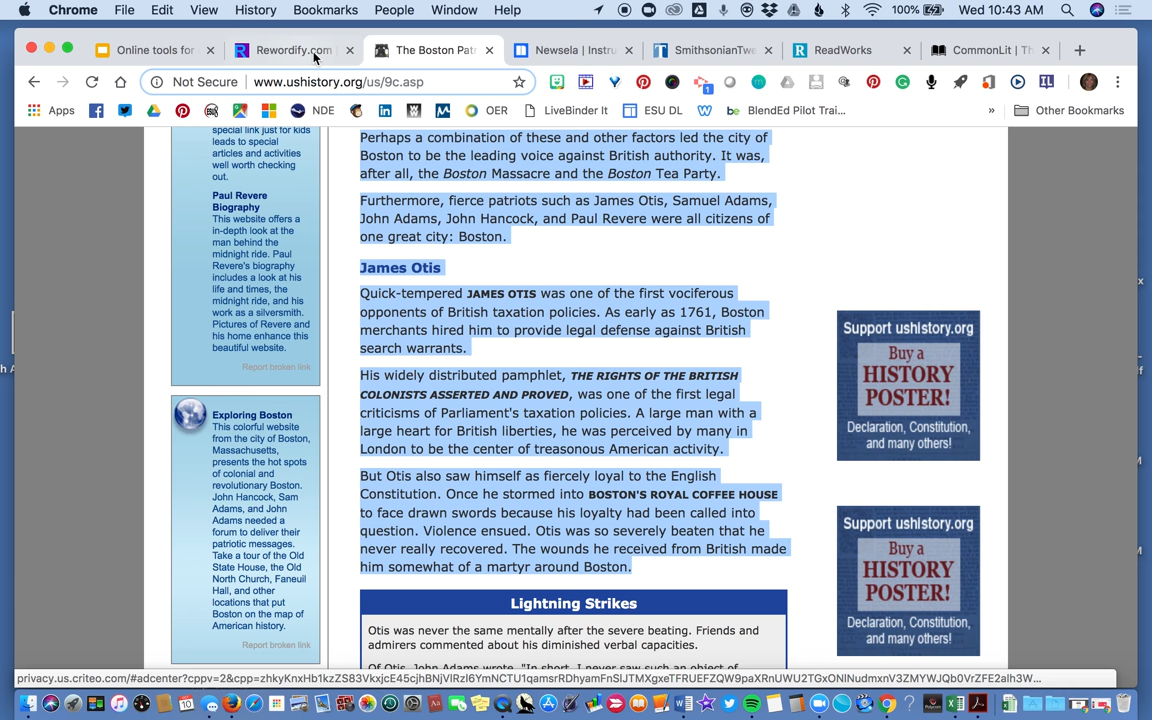 Chrome File Edit View History Bookmarks People Window Help 100% Wed 10:43 AM
Online tools for Rewordify.com The Boston Pat Newsela | Instru SmithsonianTwe ReadWorks CommonLit | Th
Not Secure www.ushistory.org/us/9c.asp
Apps NDE OER LiveBinder It ESU DL BlendEd Pilot Trai... » Other Bookmarks
special link just for kids
leads to special
articles and activities
well worth checking
out.
Paul Revere
Biography
This website offers a
in-depth look at the
man behind the
midnight ride. Paul
Revere's biography
includes a look at his
life and times, the
midnight ride, and his
work as a silversmith.
Pictures of Revere and
his home enhance this
beautiful website.
Report broken link
Exploring Boston
This colorful website
from the city of Boston,
Massachusetts,
presents the hot spots
of colonial and
revolutionary Boston.
John Hancock, Sam
Adams, and John
Adams needed a
forum to deliver their
patriotic messages.
Take a tour of the Old
State House, the Old
North Church, Faneuil
Hall, and other
locations that put
Boston on the map of
American history.
Report broken link
Perhaps a combination of these and other factors led the city of
Boston to be the leading voice against British authority. It was,
after all, the Boston Massacre and the Boston Tea Party.
Furthermore, fierce patriots such as James Otis, Samuel Adams,
John Adams, John Hancock, and Paul Revere were all citizens of
one great city: Boston.
James Otis
Quick-tempered JAMES OTIS was one of the first vociferous
opponents of British taxation policies. As early as 1761, Boston
merchants hired him to provide legal defense against British
search warrants.
His widely distributed pamphlet, THE RIGHTS OF THE BRITISH
COLONISTS ASSERTED AND PROVED, was one of the first legal
criticisms of Parliament's taxation policies. A large man with a
large heart for British liberties, he was perceived by many in
London to be the center of treasonous American activity.
But Otis also saw himself as fiercely loyal to the English
Constitution. Once he stormed into BOSTON'S ROYAL COFFEE HOUSE
to face drawn swords because his loyalty had been called into
question. Violence ensued. Otis was so severely beaten that he
never really recovered. The wounds he received from British made
him somewhat of a martyr around Boston.
Lightning Strikes
Otis was never the same mentally after the severe beating. Friends and
admirers commented about his diminished verbal capacities.
Of Otis, John Adams wrote, "In short, I never saw such an object of
Support ushistory.org
Buy a
HISTORY
POSTER!
Declaration, Constitution,
and many others!
Support ushistory.org
Buy a
HISTORY
POSTER!
Declaration, Constitution,
and many others!